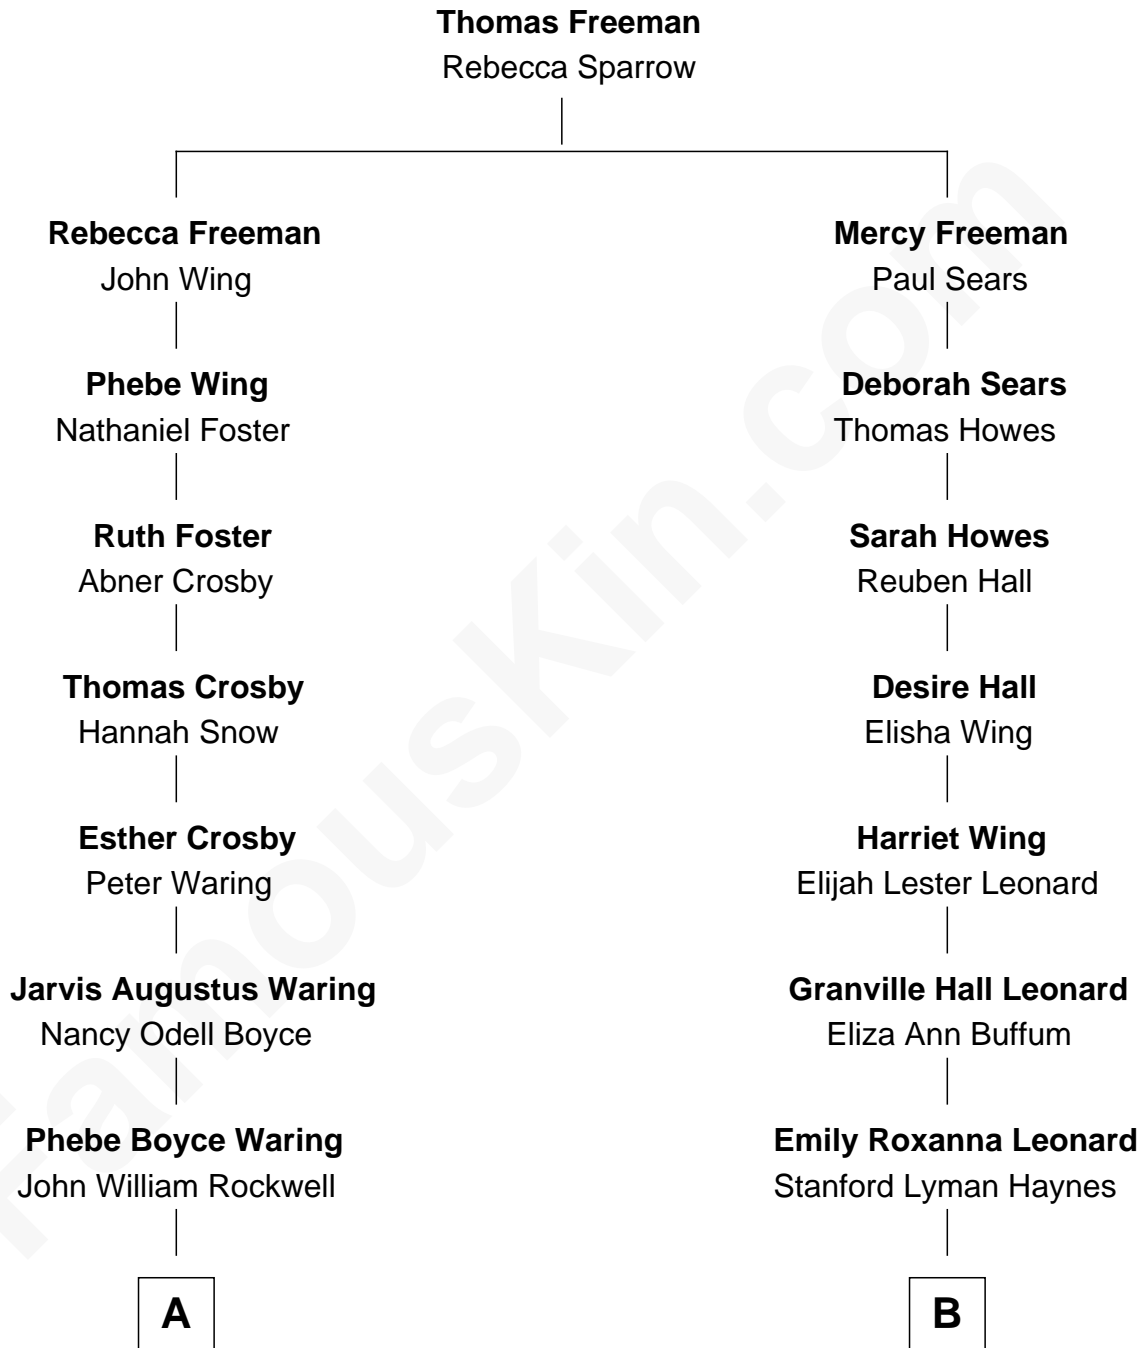 Thomas Freeman
Rebecca Sparrow
Rebecca Freeman
John Wing
Mercy Freeman
Paul Sears
Phebe Wing
Nathaniel Foster
Deborah Sears
Thomas Howes
Ruth Foster
Abner Crosby
Sarah Howes
Reuben Hall
Thomas Crosby
Hannah Snow
Desire Hall
Elisha Wing
Esther Crosby
Peter Waring
Harriet Wing
Elijah Lester Leonard
Jarvis Augustus Waring
Nancy Odell Boyce
Granville Hall Leonard
Eliza Ann Buffum
Phebe Boyce Waring
John William Rockwell
Emily Roxanna Leonard
Stanford Lyman Haynes
A
B
FamousKin.com